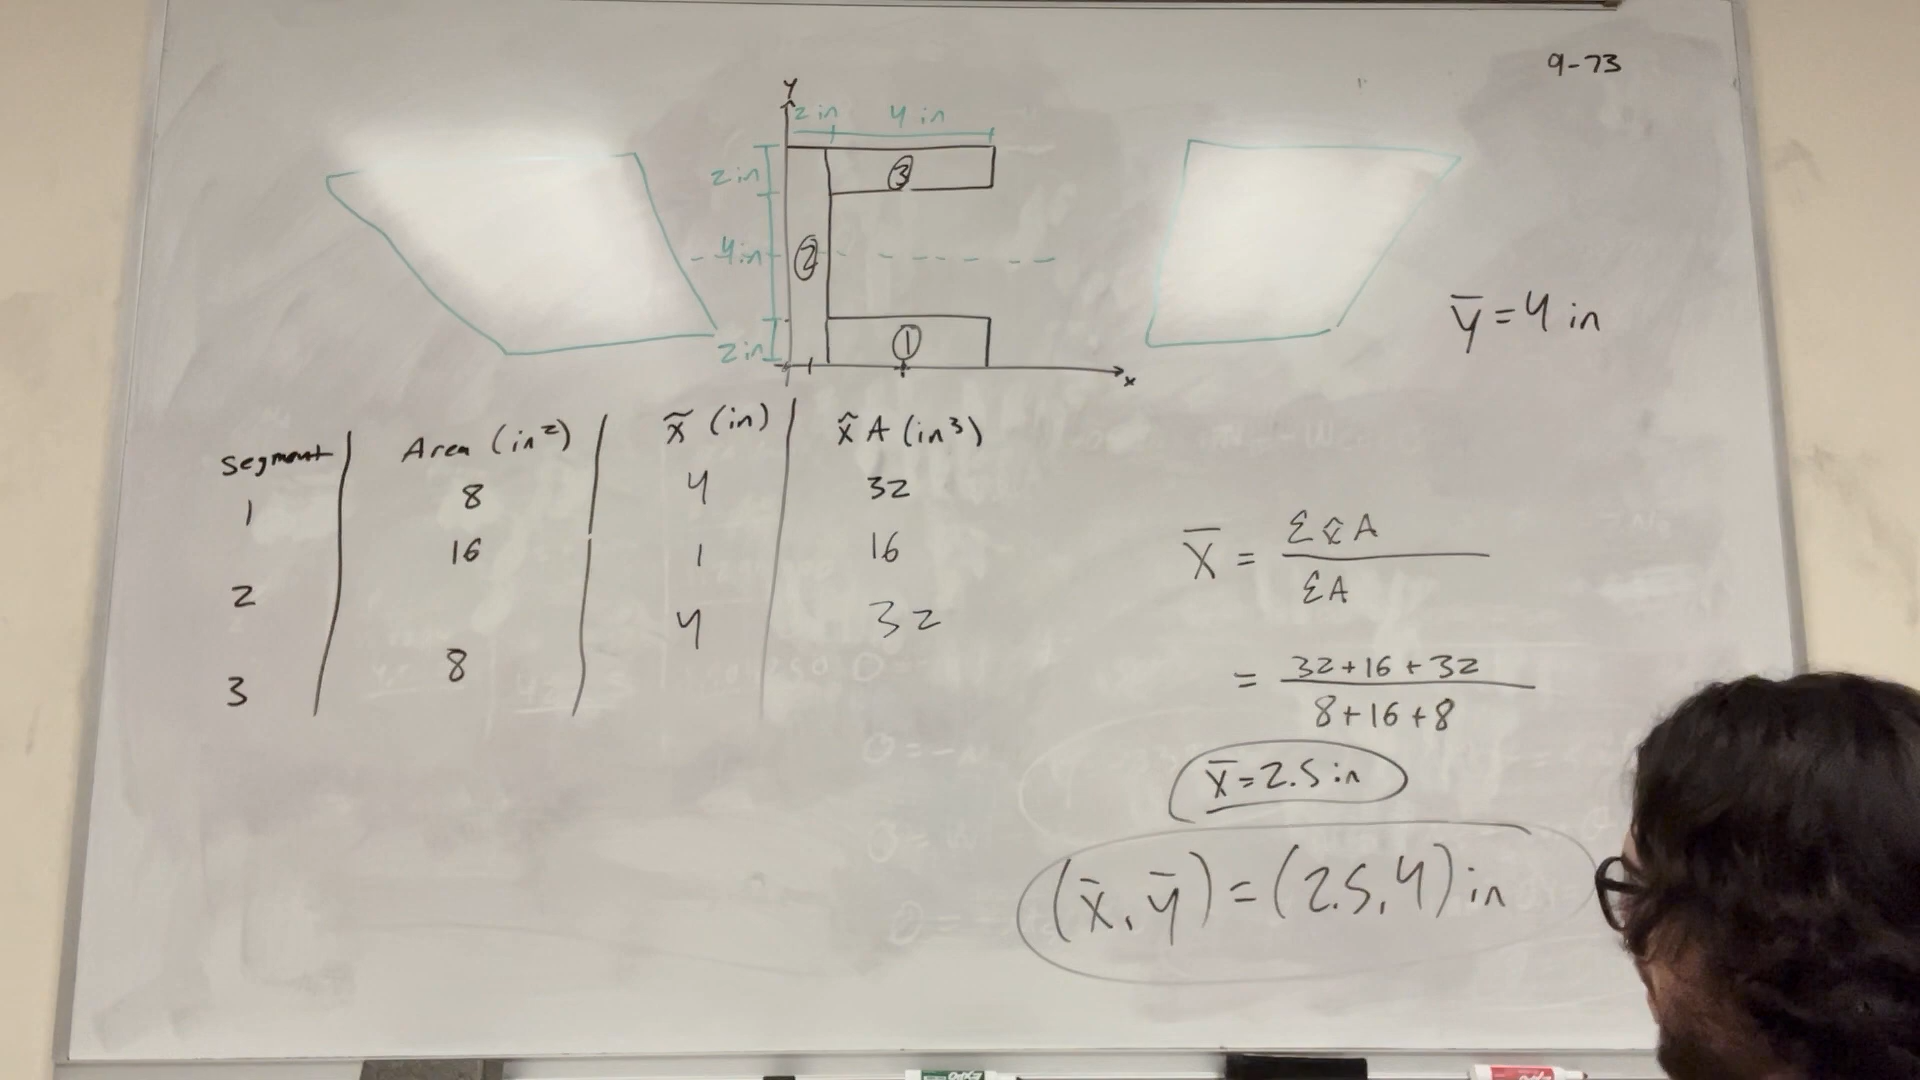 9-73
y
2 in 4 in
2 in
③
4 in
②
ȳ = 4 in
2 in
①
x
Segment Area (in²) x̃ (in) x̃ A (in³)
1 8 4 32
2 16 1 16
3 8 4 32
x̄ = Σx̃A / ΣA
= 32+16+32 / 8+16+8
x̄ = 2.5 in
(x̄, ȳ) = (2.5, 4) in
EXPO